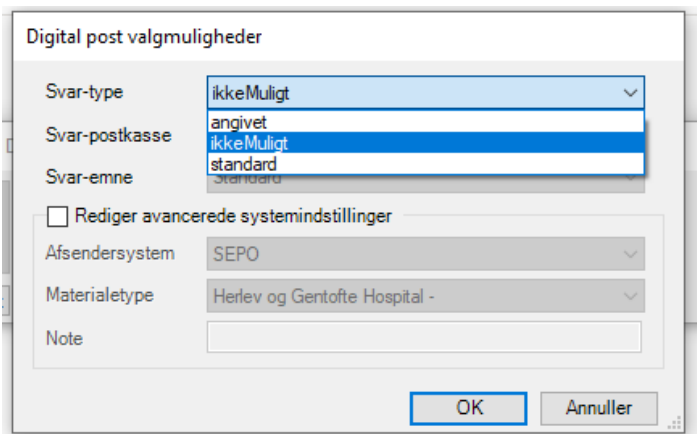 Digital post valgmuligheder
Svar-type
ikkeMuligt
angivet
Svar-postkasse
ikkeMuligt
standard
Svar-emne
Standard
Rediger avancerede systemindstillinger
Afsendersystem
SEPO
Materialetype
Herlev og Gentofte Hospital -
Note
OK
Annuller